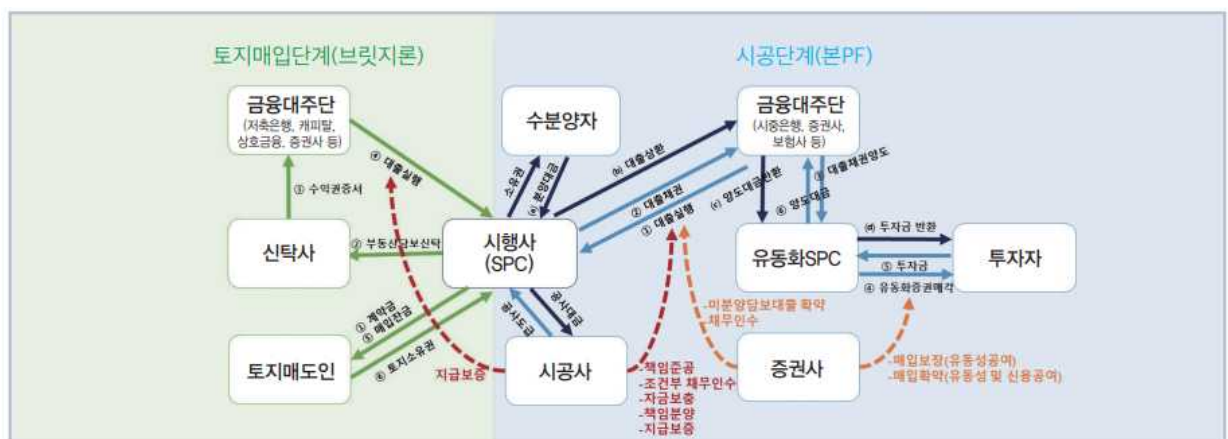 토지매입단계(브릿지론)
시공단계(본PF)
금융대주단
(저축은행, 캐피탈,
상호금융, 증권사 등)
수분양자
금융대주단
(시중은행, 증권사,
보험사 등)
④ 대출실행
③ 수익권증서
소유권
(a) 분양대금
(b) 대출상환
② 대출채권
① 대출실행
(c) 양도대금반환
⑥ 양도대금
③ 대출채권양도
신탁사
② 부동산담보신탁
시행사
(SPC)
유동화SPC
(d) 투자금 반환
⑤ 투자금
④ 유동화증권매각
투자자
① 계약금
⑤ 매입잔금
⑥ 토지소유권
공사도급
공사대금
-미분양담보대출 확약
-채무인수
토지매도인
지급보증
시공사
-책임준공
-조건부 채무인수
-자금보충
-책임분양
-지급보증
증권사
-매입보장(유동성공여)
-매입확약(유동성 및 신용공여)